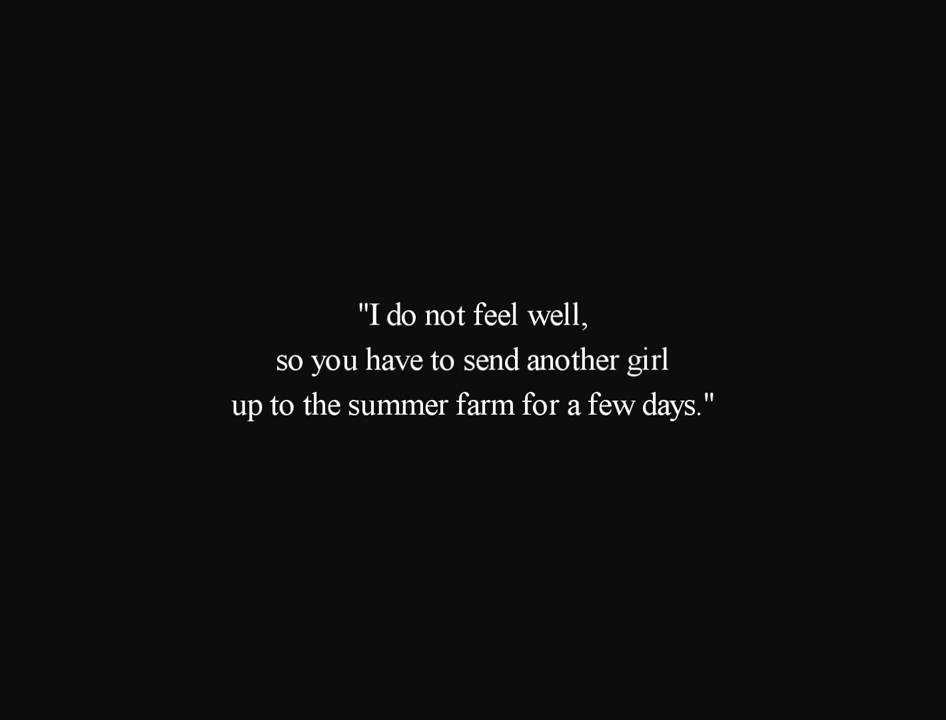 "I do not feel well,
so you have to send another girl
up to the summer farm for a few days."